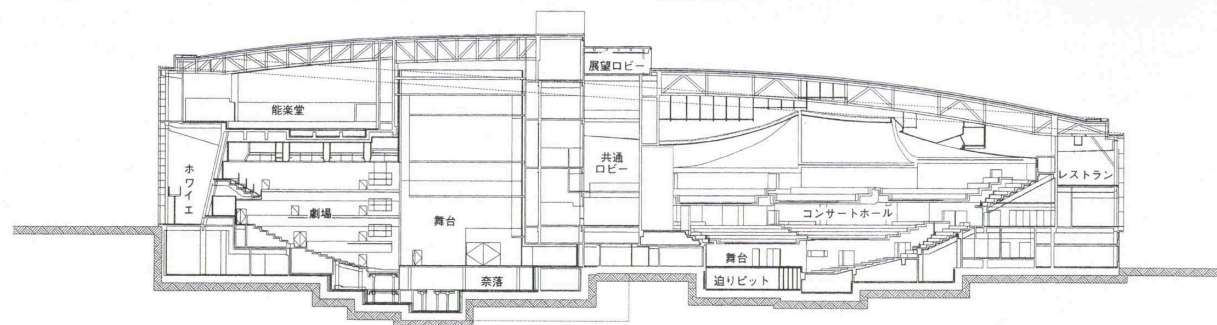 展望ロビー
能楽堂
ホワイエ
劇場
舞台
共通
ロビー
コンサートホール
レストラン
舞台
奈落
迫りピット